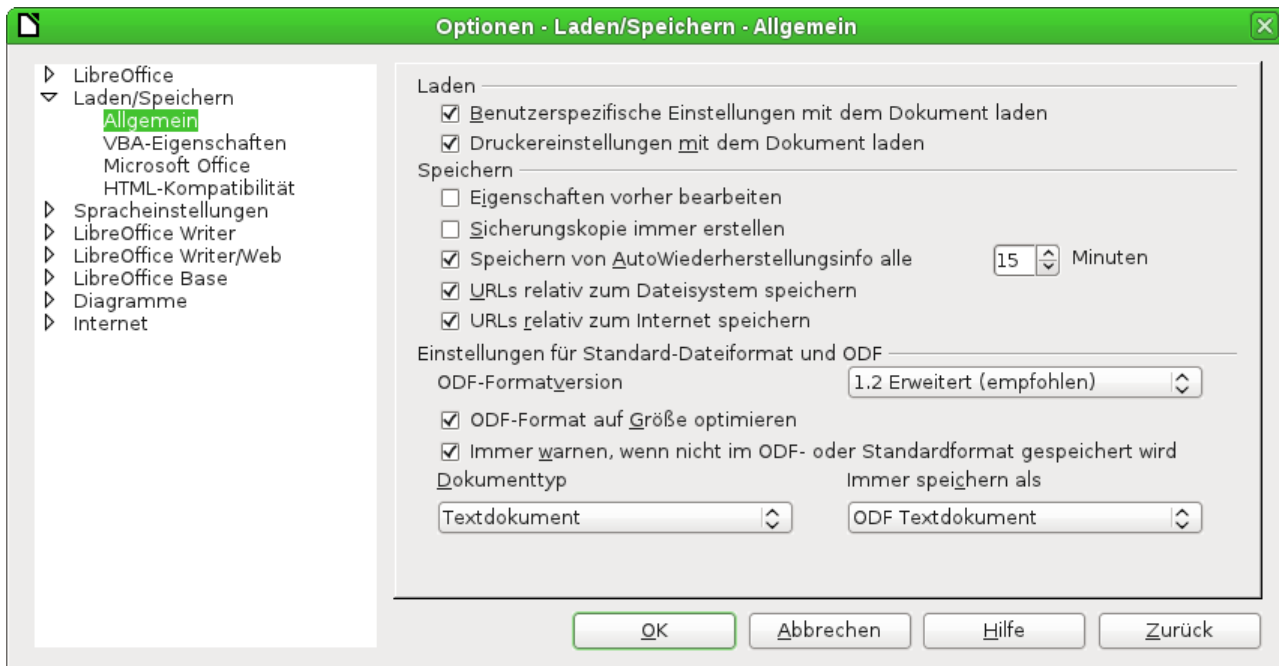 Optionen - Laden/Speichern - Allgemein
LibreOffice
Laden/Speichern
Allgemein
VBA-Eigenschaften
Microsoft Office
HTML-Kompatibilität
Spracheinstellungen
LibreOffice Writer
LibreOffice Writer/Web
LibreOffice Base
Diagramme
Internet
Laden
Benutzerspezifische Einstellungen mit dem Dokument laden
Druckereinstellungen mit dem Dokument laden
Speichern
Eigenschaften vorher bearbeiten
Sicherungskopie immer erstellen
Speichern von AutoWiederherstellungsinfo alle 15 Minuten
URLs relativ zum Dateisystem speichern
URLs relativ zum Internet speichern
Einstellungen für Standard-Dateiformat und ODF
ODF-Formatversion 1.2 Erweitert (empfohlen)
ODF-Format auf Größe optimieren
Immer warnen, wenn nicht im ODF- oder Standardformat gespeichert wird
Dokumenttyp Immer speichern als
Textdokument ODF Textdokument
OK Abbrechen Hilfe Zurück